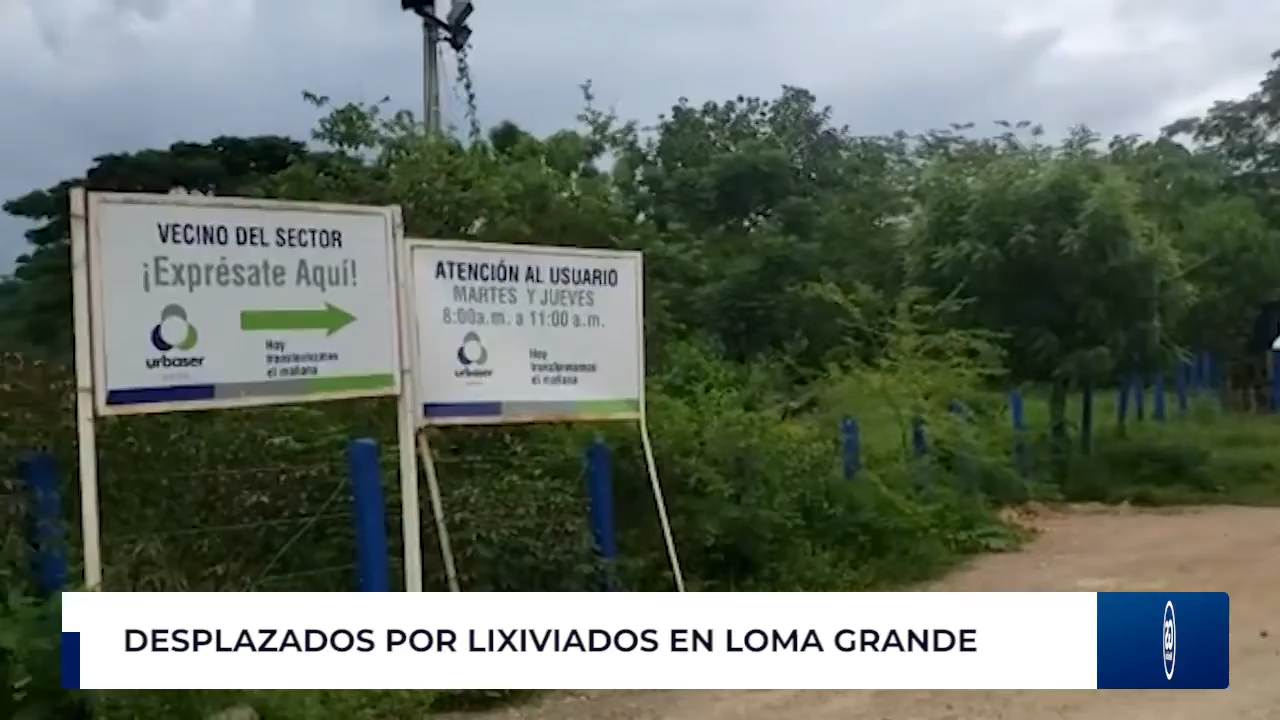 VECINO DEL SECTOR
¡Exprésate Aquí!
urbaser
Hoy
transformamos
el mañana
ATENCIÓN AL USUARIO
MARTES Y JUEVES
8:00a.m. a 11:00 a.m.
urbaser
Hoy
transformamos
el mañana
DESPLAZADOS POR LIXIVIADOS EN LOMA GRANDE